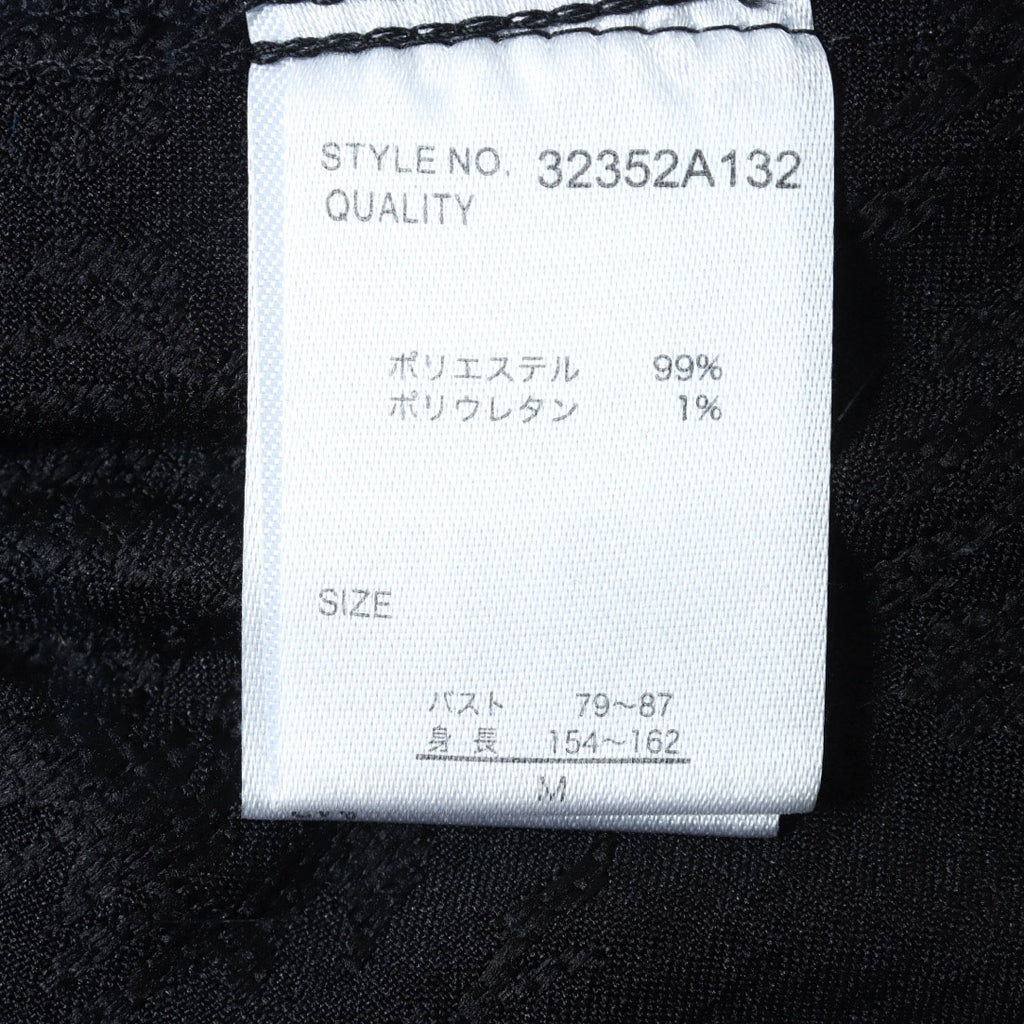 STYLE NO. 32352A132
QUALITY
ポリエステル 99%
ポリウレタン 1%
SIZE
バスト 79~87
身長 154~162
M